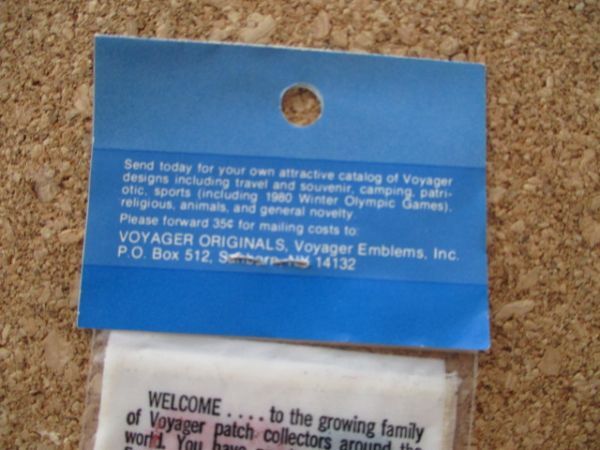 Send today for your own attractive catalog of Voyager
designs including travel and souvenir, camping, patri-
otic, sports (including 1980 Winter Olympic Games),
religious, animals, and general novelty.
Please forward 35¢ for mailing costs to:
VOYAGER ORIGINALS, Voyager Emblems, Inc.
P.O. Box 512, Sanborn, NY 14132
WELCOME .... to the growing family
of Voyager patch collectors around the
world. You have